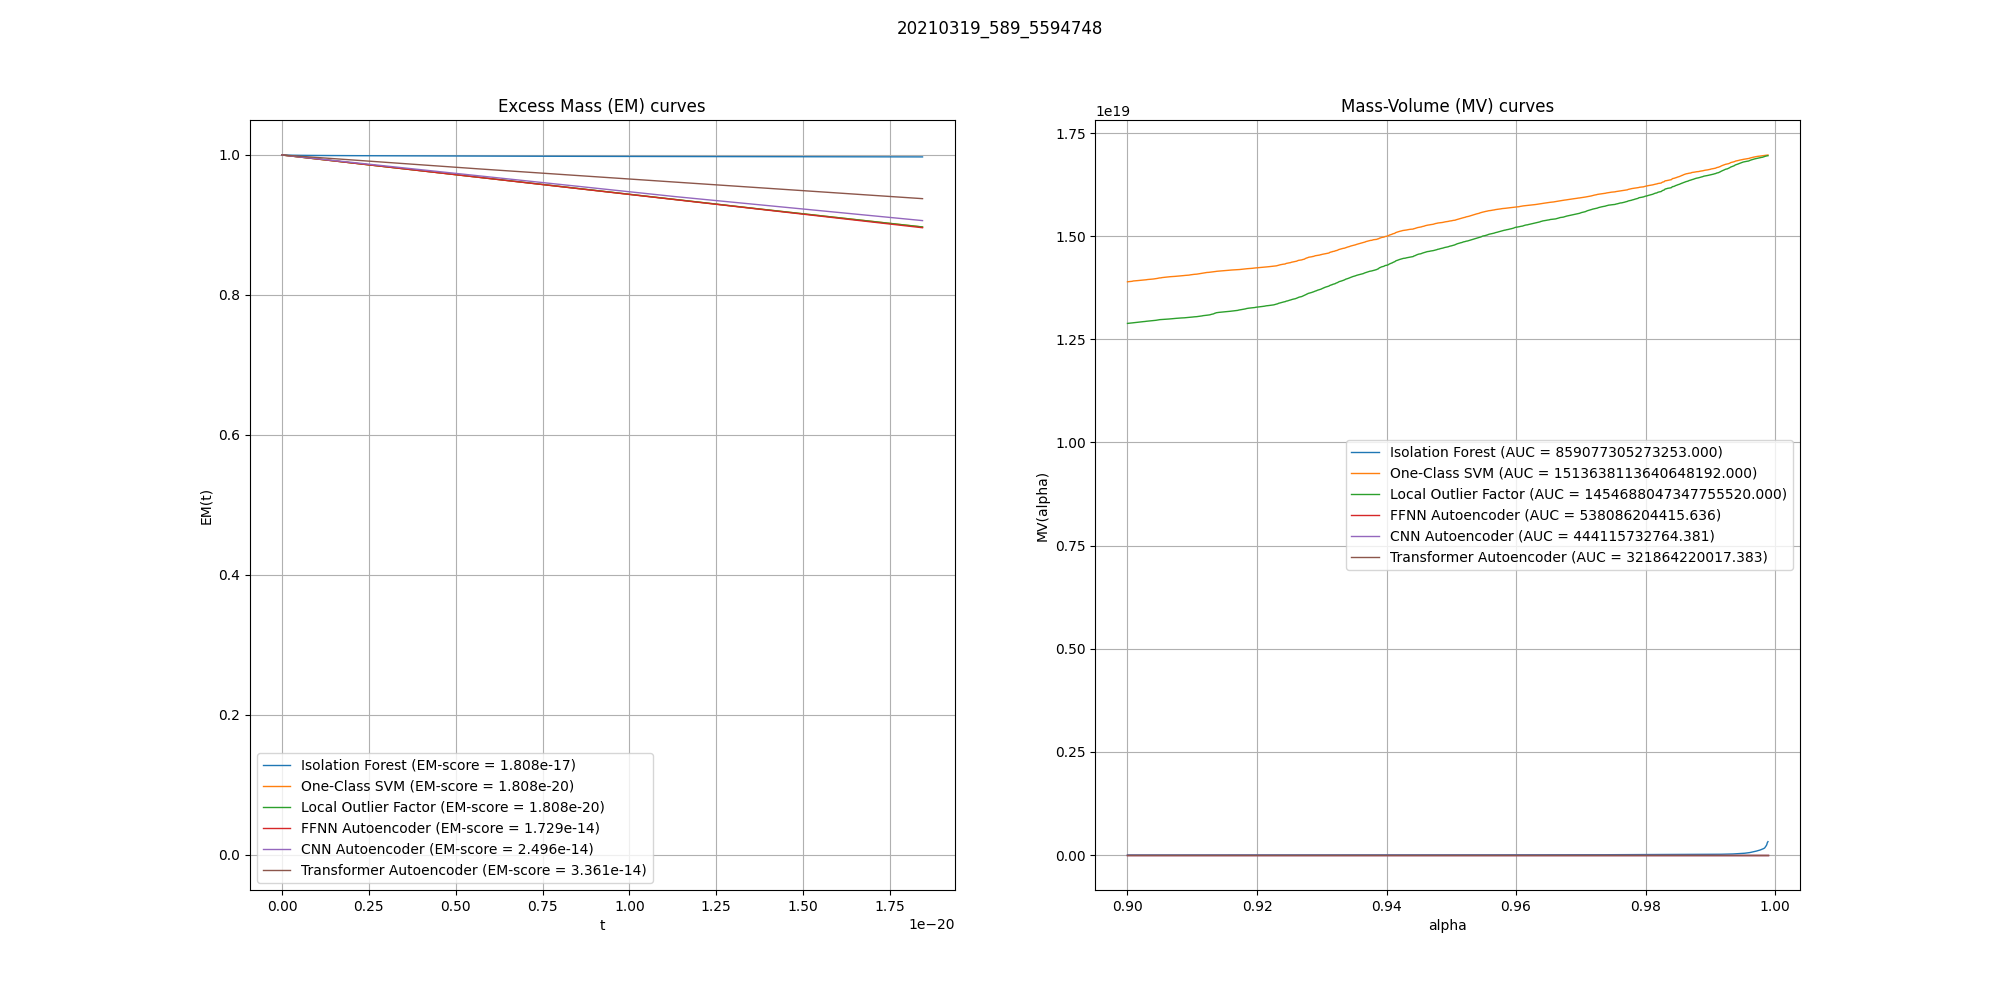 20210319_589_5594748
Excess Mass (EM) curves
1.0
0.8
0.6
0.4
0.2
0.0
EM(t)
Isolation Forest (EM-score = 1.808e-17)
One-Class SVM (EM-score = 1.808e-20)
Local Outlier Factor (EM-score = 1.808e-20)
FFNN Autoencoder (EM-score = 1.729e-14)
CNN Autoencoder (EM-score = 2.496e-14)
Transformer Autoencoder (EM-score = 3.361e-14)
0.00 0.25 0.50 0.75 1.00 1.25 1.50 1.75
1e−20
t
Mass-Volume (MV) curves
1e19
1.75
1.50
1.25
1.00
0.75
0.50
0.25
0.00
MV(alpha)
Isolation Forest (AUC = 859077305273253.000)
One-Class SVM (AUC = 1513638113640648192.000)
Local Outlier Factor (AUC = 1454688047347755520.000)
FFNN Autoencoder (AUC = 538086204415.636)
CNN Autoencoder (AUC = 444115732764.381)
Transformer Autoencoder (AUC = 321864220017.383)
0.90 0.92 0.94 0.96 0.98 1.00
alpha